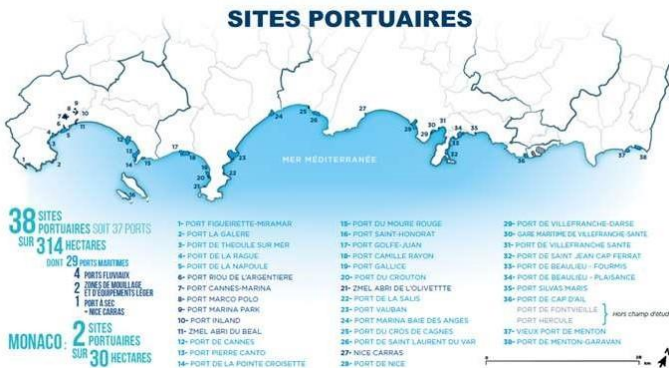 SITES PORTUAIRES
MER MÉDITERRANÉE
38 SITES
PORTUAIRES SOIT 37 PORTS
SUR 314 HECTARES
DONT 29 PORTS MARITIMES
4 PORTS FLUVIAUX
2 ZONES DE MOUILLAGE
ET D'ÉQUIPEMENTS LÉGER
1 PORT À SEC
- NICE CARRAS
MONACO: 2 SITES
PORTUAIRES
SUR 30 HECTARES
1- PORT FIGUEIRETTE-MIRAMAR
2- PORT LA GALERE
3- PORT DE THEOULE SUR MER
4- PORT DE LA RAGUE
5- PORT DE LA NAPOULE
6- PORT RIOU DE L'ARGENTIERE
7- PORT CANNES-MARINA
8- PORT MARCO POLO
9- PORT MARINA PARK
10- PORT INLAND
11- ZMEL ABRI DU BEAL
12- PORT DE CANNES
13- PORT PIERRE CANTO
14- PORT DE LA POINTE CROISETTE
15- PORT DU MOURE ROUGE
16- PORT SAINT-HONORAT
17- PORT GOLFE-JUAN
18- PORT CAMILLE RAYON
19- PORT GALLICE
20- PORT DU CROUTON
21- ZMEL ABRI DE L'OLIVETTTE
22- PORT DE LA SALIS
23- PORT VAUBAN
24- PORT MARINA BAIE DES ANGES
25- PORT DU CROS DE CAGNES
26- PORT DE SAINT LAURENT DU VAR
27- NICE CARRAS
28- PORT DE NICE
29- PORT DE VILLEFRANCHE-DARSE
30- GARE MARITIME DE VILLEFRANCHE-SANTE
31- PORT DE VILLEFRANCHE SANTE
32- PORT DE SAINT JEAN CAP FERRAT
33- PORT DE BEAULIEU - FOURMIS
34- PORT DE BEAULIEU - PLAISANCE
35- PORT SILVAS MARIS
36- PORT DE CAP D'AIL
PORT DE FONTVIEILLE
PORT HERCULE
Hors champ d'étude
37- VIEUX PORT DE MENTON
38- PORT DE MENTON-GARAVAN